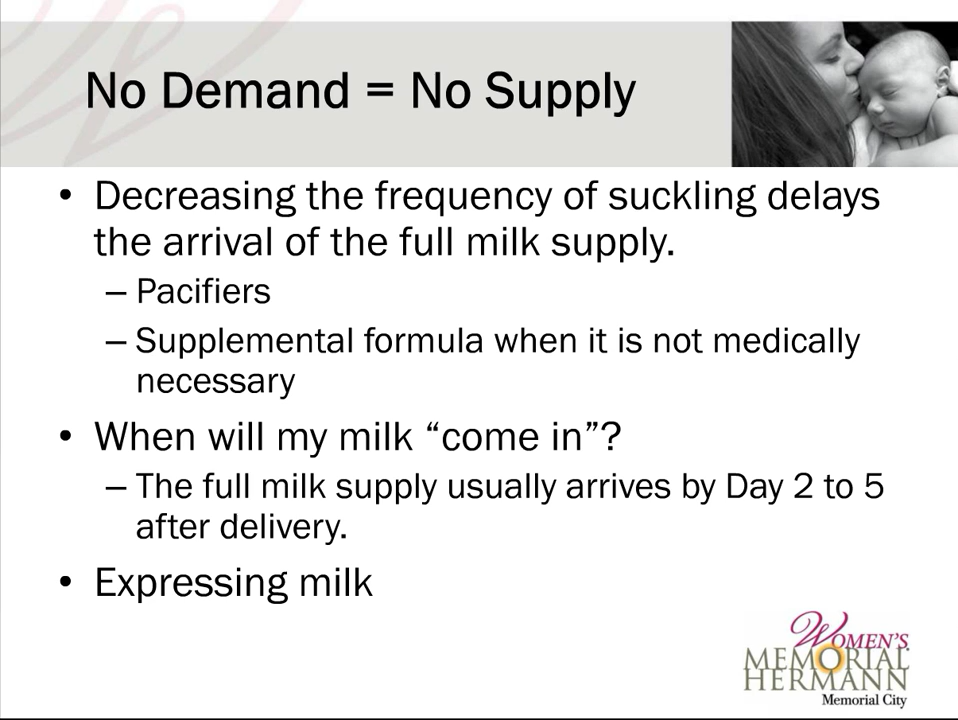 No Demand = No Supply
• Decreasing the frequency of suckling delays
the arrival of the full milk supply.
– Pacifiers
– Supplemental formula when it is not medically
necessary
• When will my milk “come in”?
– The full milk supply usually arrives by Day 2 to 5
after delivery.
• Expressing milk
WOMEN'S
MEMORIAL
HERMANN
Memorial City